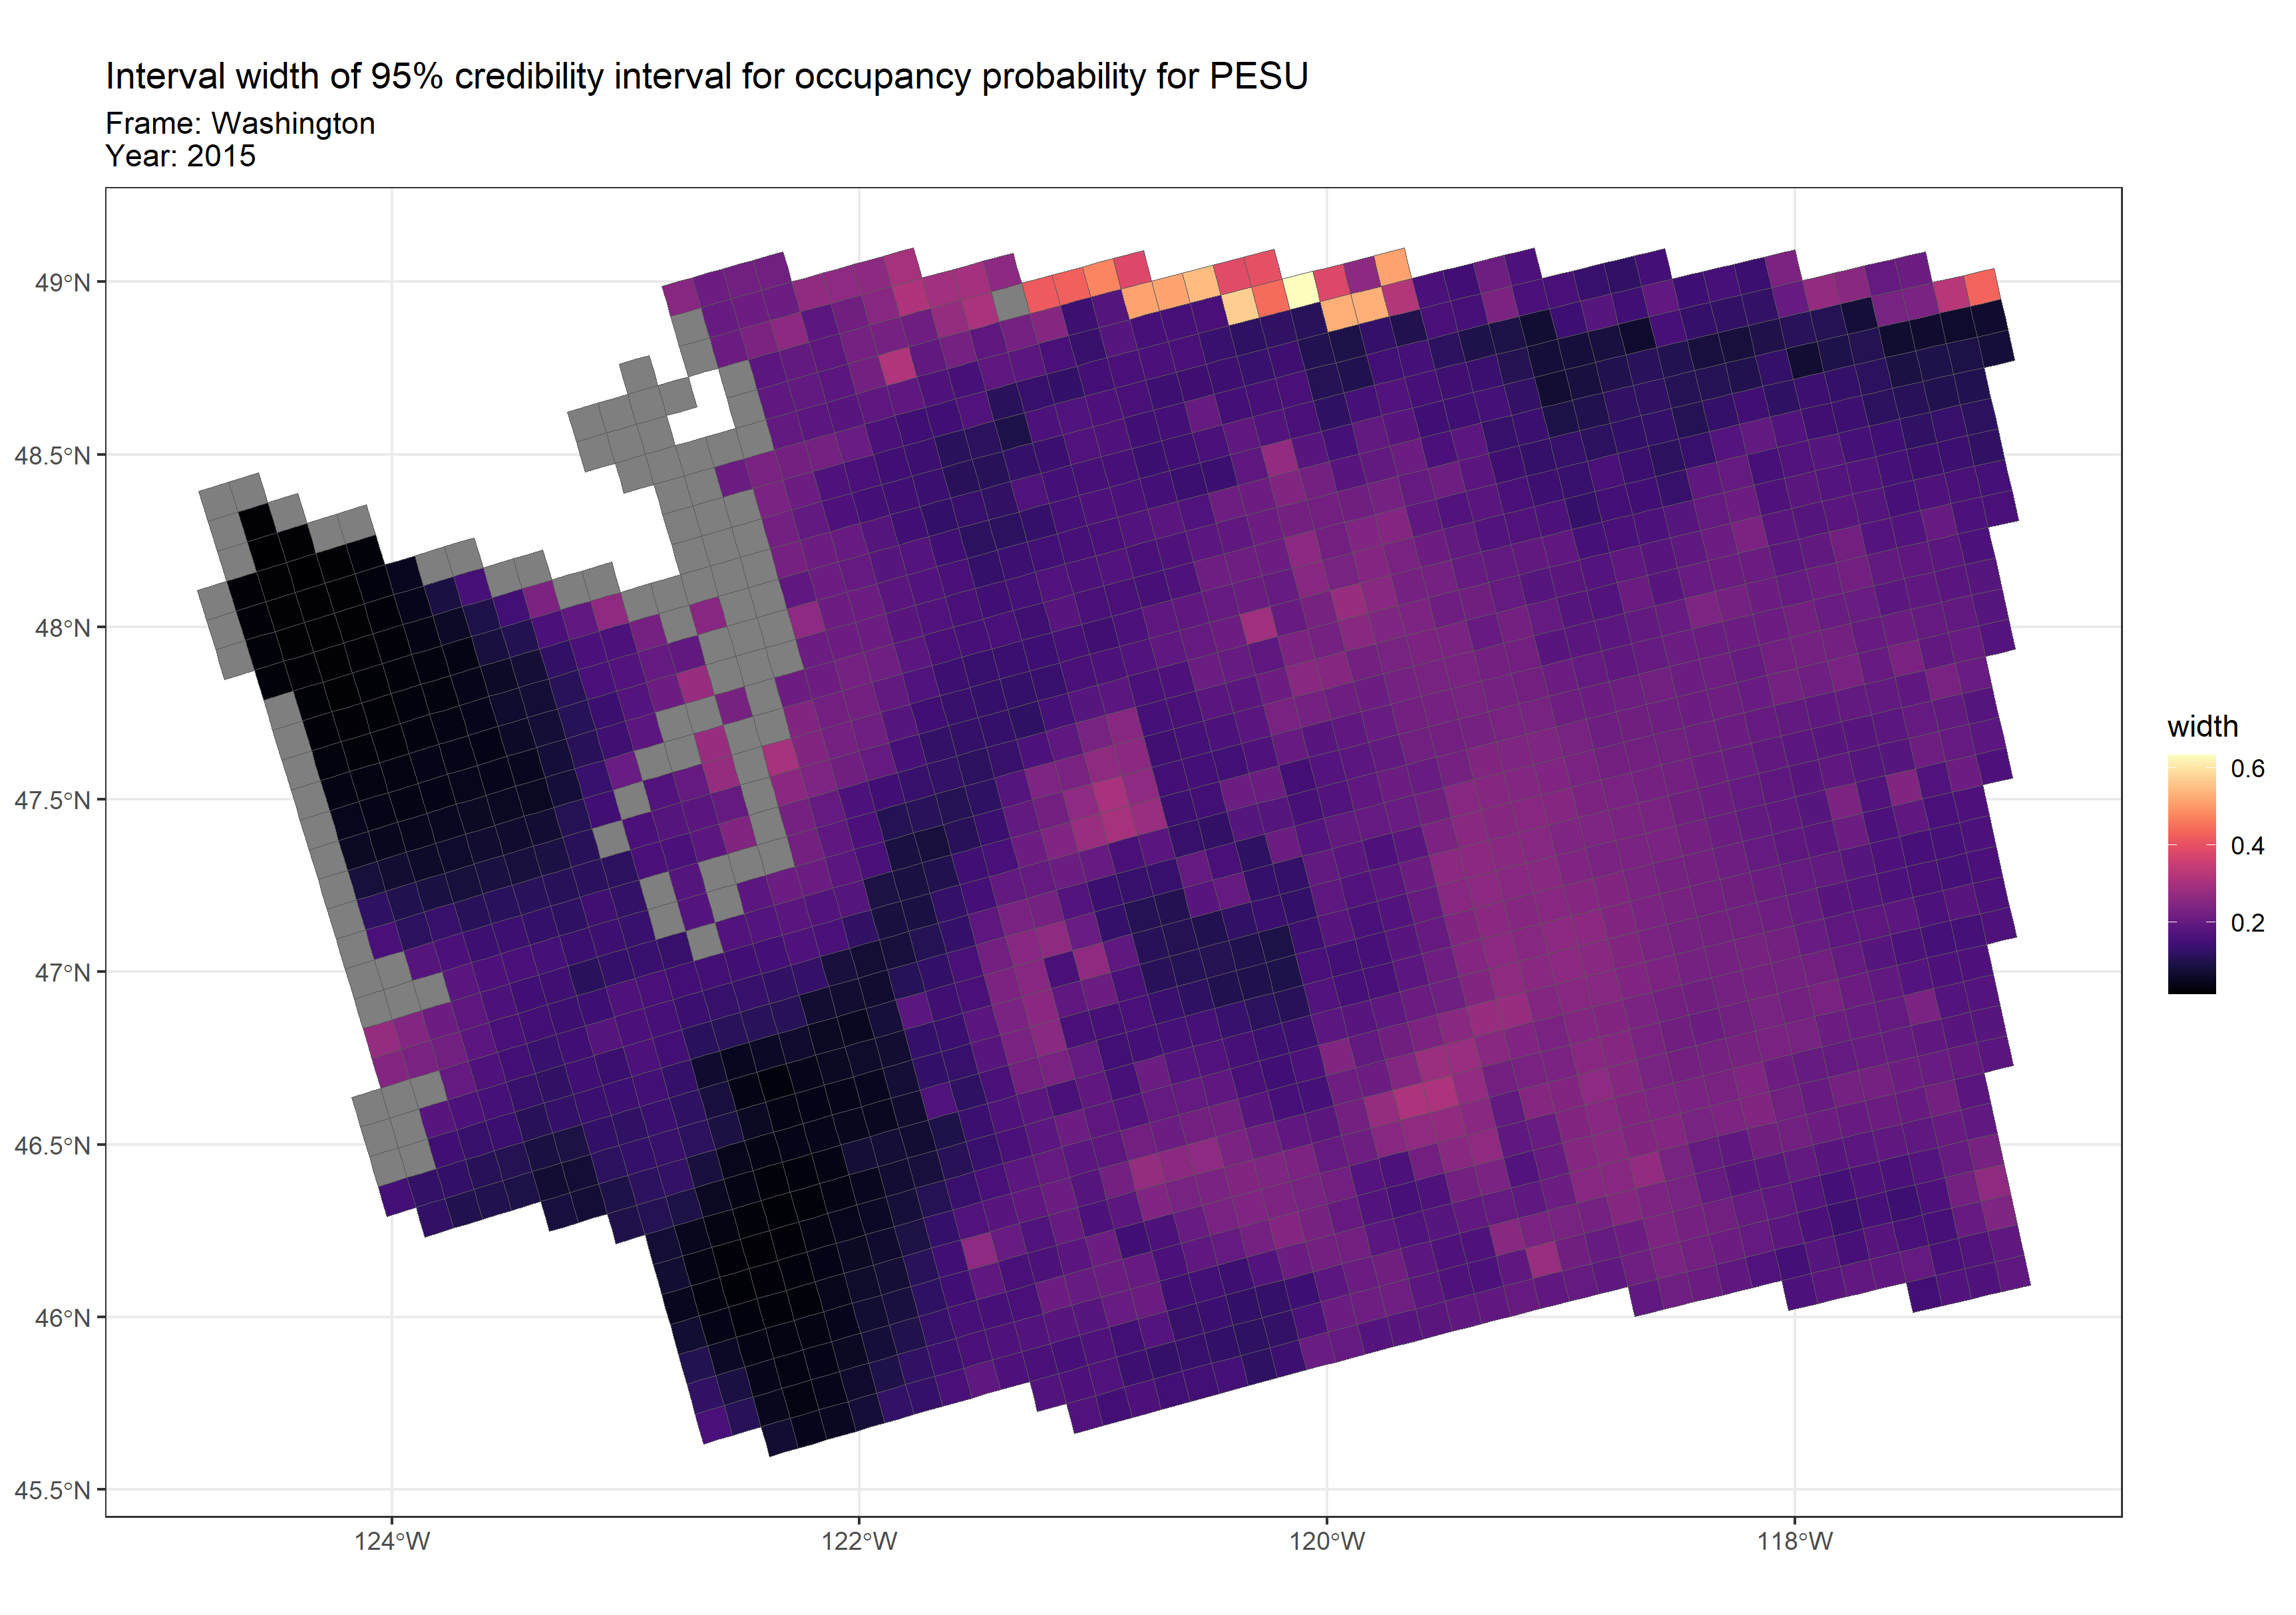 Interval width of 95% credibility interval for occupancy probability for PESU
Frame: Washington
Year: 2015
49°N
48.5°N
48°N
47.5°N
47°N
46.5°N
46°N
45.5°N
124°W
122°W
120°W
118°W
width
0.6
0.4
0.2